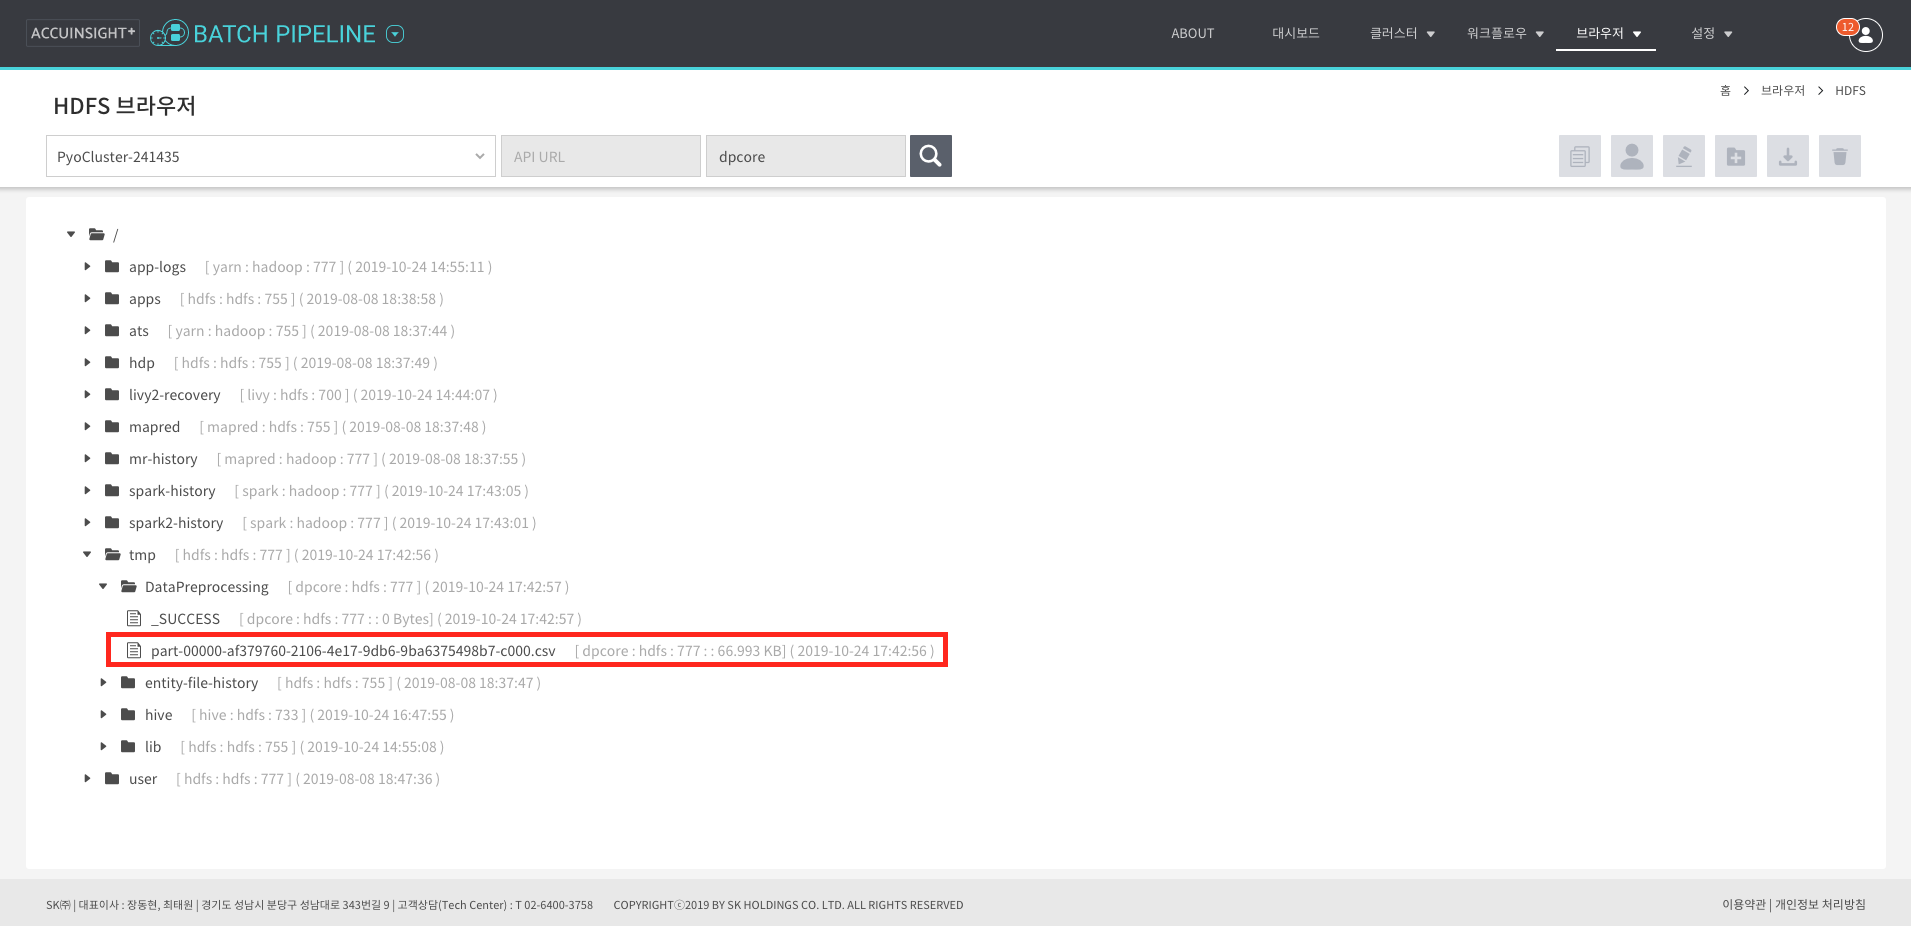 ACCUINSIGHT+ BATCH PIPELINE ABOUT 대시보드 클러스터 워크플로우 브라우저 설정 12
홈 > 브라우저 > HDFS
HDFS 브라우저
PyoCluster-241435 API URL dpcore
/
app-logs [ yarn : hadoop : 777 ] ( 2019-10-24 14:55:11 )
apps [ hdfs : hdfs : 755 ] ( 2019-08-08 18:38:58 )
ats [ yarn : hadoop : 755 ] ( 2019-08-08 18:37:44 )
hdp [ hdfs : hdfs : 755 ] ( 2019-08-08 18:37:49 )
livy2-recovery [ livy : hdfs : 700 ] ( 2019-10-24 14:44:07 )
mapred [ mapred : hdfs : 755 ] ( 2019-08-08 18:37:48 )
mr-history [ mapred : hadoop : 777 ] ( 2019-08-08 18:37:55 )
spark-history [ spark : hadoop : 777 ] ( 2019-10-24 17:43:05 )
spark2-history [ spark : hadoop : 777 ] ( 2019-10-24 17:43:01 )
tmp [ hdfs : hdfs : 777 ] ( 2019-10-24 17:42:56 )
DataPreprocessing [ dpcore : hdfs : 777 ] ( 2019-10-24 17:42:57 )
_SUCCESS [ dpcore : hdfs : 777 : : 0 Bytes] ( 2019-10-24 17:42:57 )
part-00000-af379760-2106-4e17-9db6-9ba6375498b7-c000.csv [ dpcore : hdfs : 777 : : 66.993 KB] ( 2019-10-24 17:42:56 )
entity-file-history [ hdfs : hdfs : 755 ] ( 2019-08-08 18:37:47 )
hive [ hive : hdfs : 733 ] ( 2019-10-24 16:47:55 )
lib [ hdfs : hdfs : 755 ] ( 2019-10-24 14:55:08 )
user [ hdfs : hdfs : 777 ] ( 2019-08-08 18:47:36 )
SK㈜ | 대표이사 : 장동현, 최태원 | 경기도 성남시 분당구 성남대로 343번길 9 | 고객상담(Tech Center) : T 02-6400-3758 COPYRIGHTⓒ2019 BY SK HOLDINGS CO. LTD. ALL RIGHTS RESERVED 이용약관 | 개인정보 처리방침